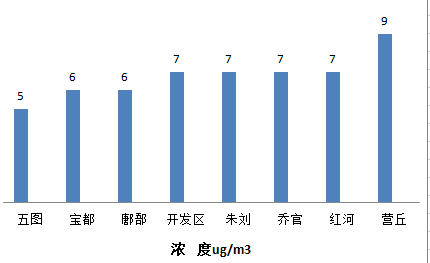 9
7 7 7 7
6 6
5
五图 宝都 鄌郚 开发区 朱刘 乔官 红河 营丘
浓 度ug/m3